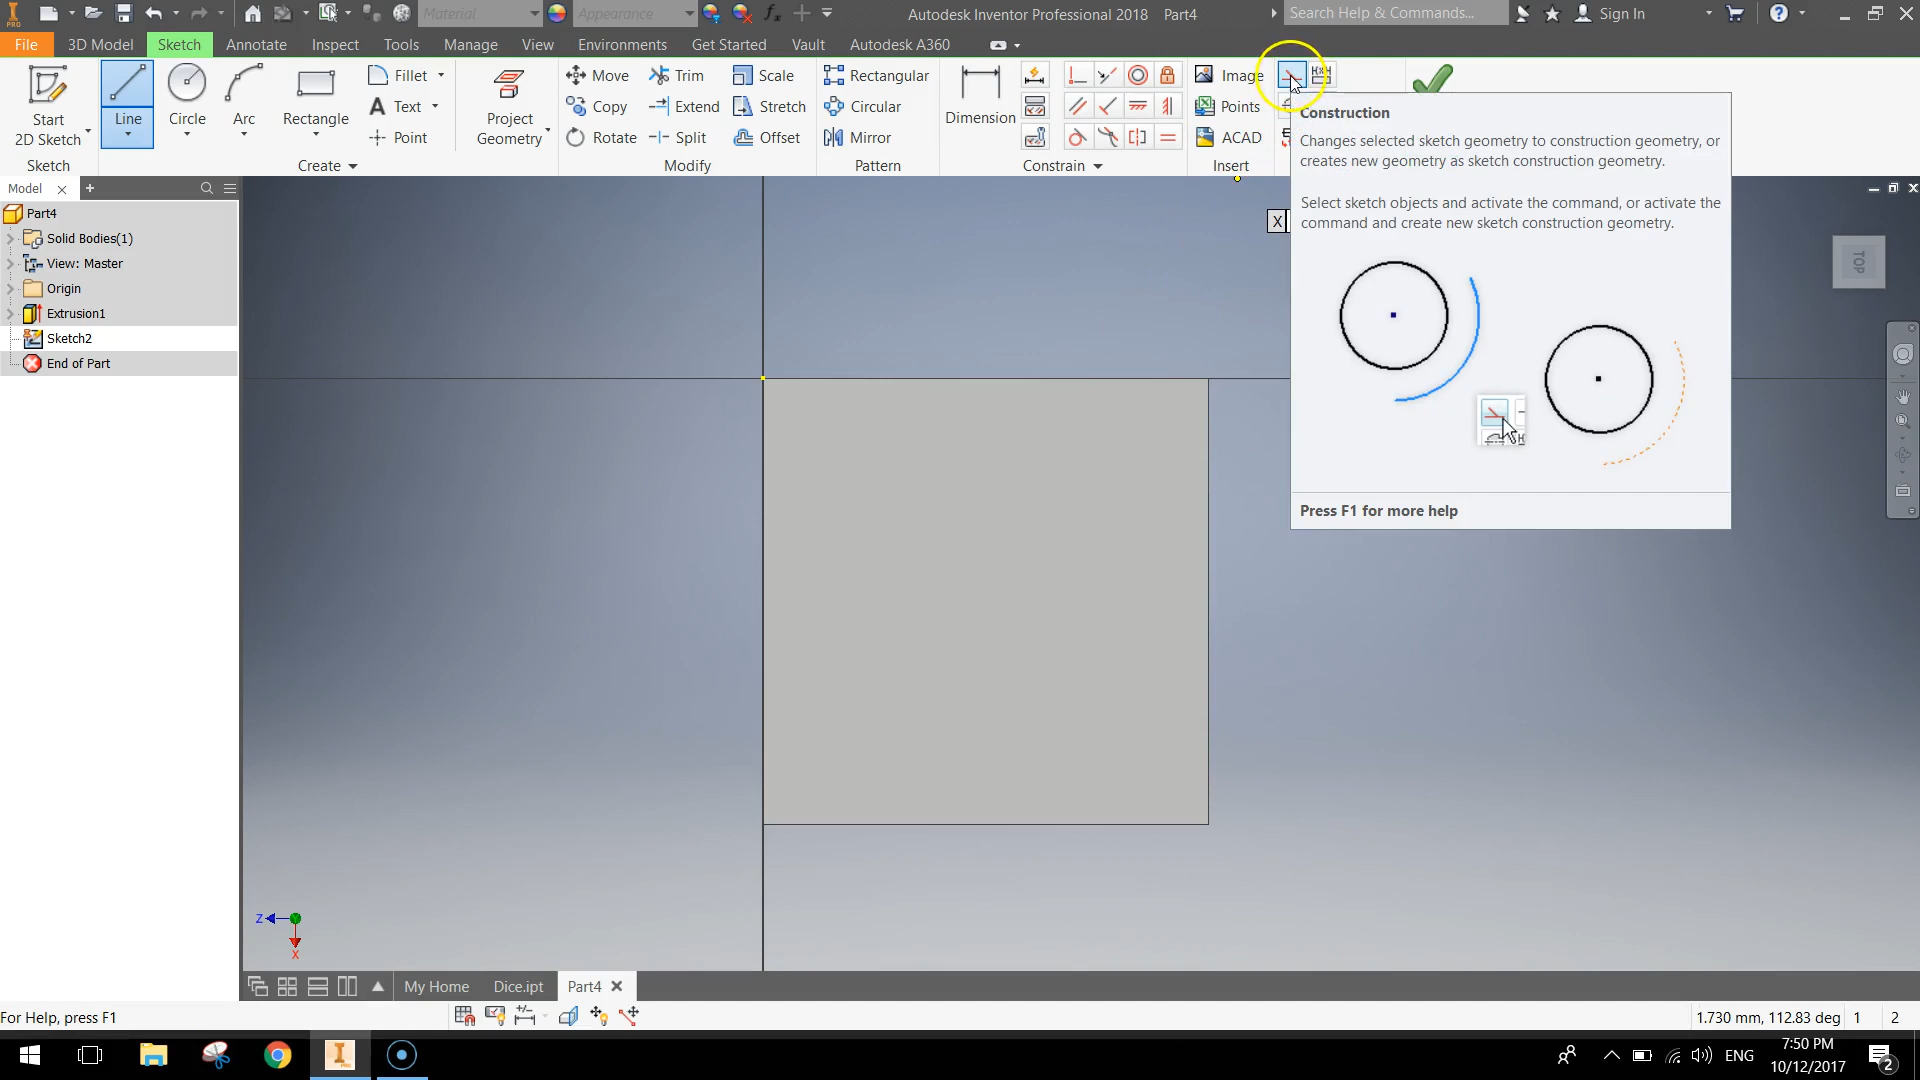 PRO
Material
Appearance
Autodesk Inventor Professional 2018 Part4
Search Help & Commands...
Sign In
File 3D Model Sketch Annotate Inspect Tools Manage View Environments Get Started Vault Autodesk A360
Start
2D Sketch
Line
Circle
Arc
Rectangle
Fillet
Text
Point
Project
Geometry
Move
Copy
Rotate
Trim
Extend
Split
Scale
Stretch
Offset
Rectangular
Circular
Mirror
Dimension
Image
Points
ACAD
Sketch
Create
Modify
Pattern
Constrain
Insert
Model
Part4
Solid Bodies(1)
View: Master
Origin
Extrusion1
Sketch2
End of Part
X
Construction
Changes selected sketch geometry to construction geometry, or
creates new geometry as sketch construction geometry.
Select sketch objects and activate the command, or activate the
command and create new sketch construction geometry.
Press F1 for more help
TOP
Z
X
My Home Dice.ipt Part4
For Help, press F1
1.730 mm, 112.83 deg 1 2
ENG
7:50 PM
10/12/2017
2